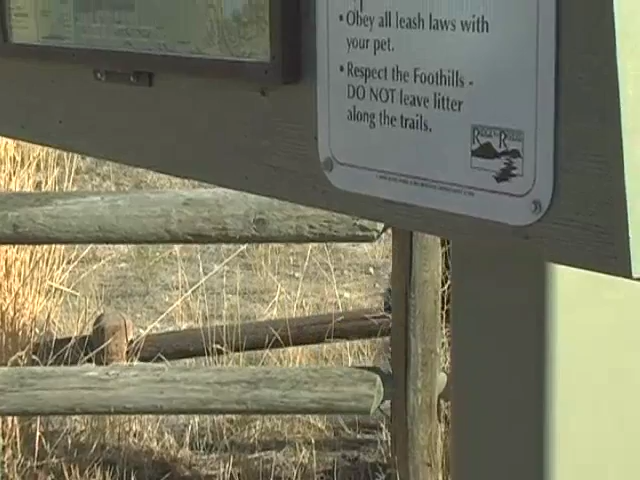 • Obey all leash laws with
your pet.
• Respect the Foothills -
DO NOT leave litter
along the trails.